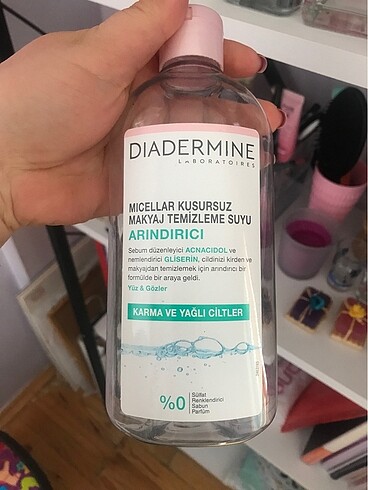 DIADERMINE
LABORATOIRES
MICELLAR KUSURSUZ
MAKYAJ TEMİZLEME SUYU
ARINDIRICI
Sebum düzenleyici ACNACIDOL ve
nemlendirici GLİSERİN, cildinizi kirden ve
makyajdan temizlemek için arındırıcı bir
formülde bir araya geldi.
Yüz & Gözler
KARMA VE YAĞLI CİLTLER
%0
Sülfat
Renklendirici
Sabun
Parfüm